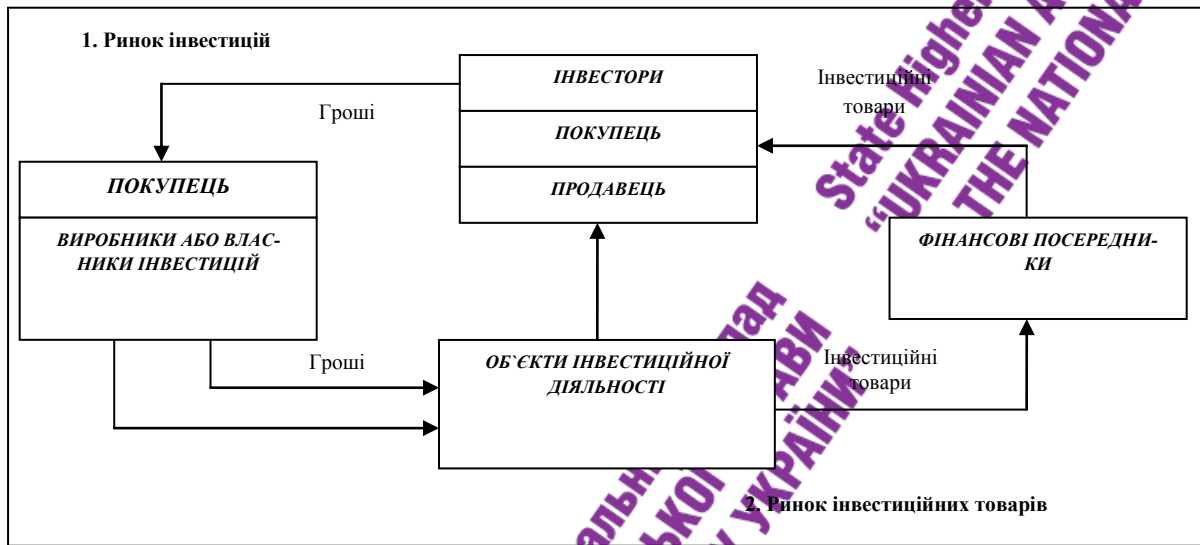 1. Ринок інвестицій
ІНВЕСТОРИ
ПОКУПЕЦЬ
ПРОДАВЕЦЬ
Гроші
Інвестиційні
товари
ПОКУПЕЦЬ
ВИРОБНИКИ АБО ВЛАС-
НИКИ ІНВЕСТИЦІЙ
ФІНАНСОВІ ПОСЕРЕДНИ-
КИ
Гроші
ОБ`ЄКТИ ІНВЕСТИЦІЙНОЇ
ДІЯЛЬНОСТІ
Інвестиційні
товари
2. Ринок інвестиційних товарів
State Higher
“UKRAINIAN A
THE NATIONA
УКРАЇНИ”